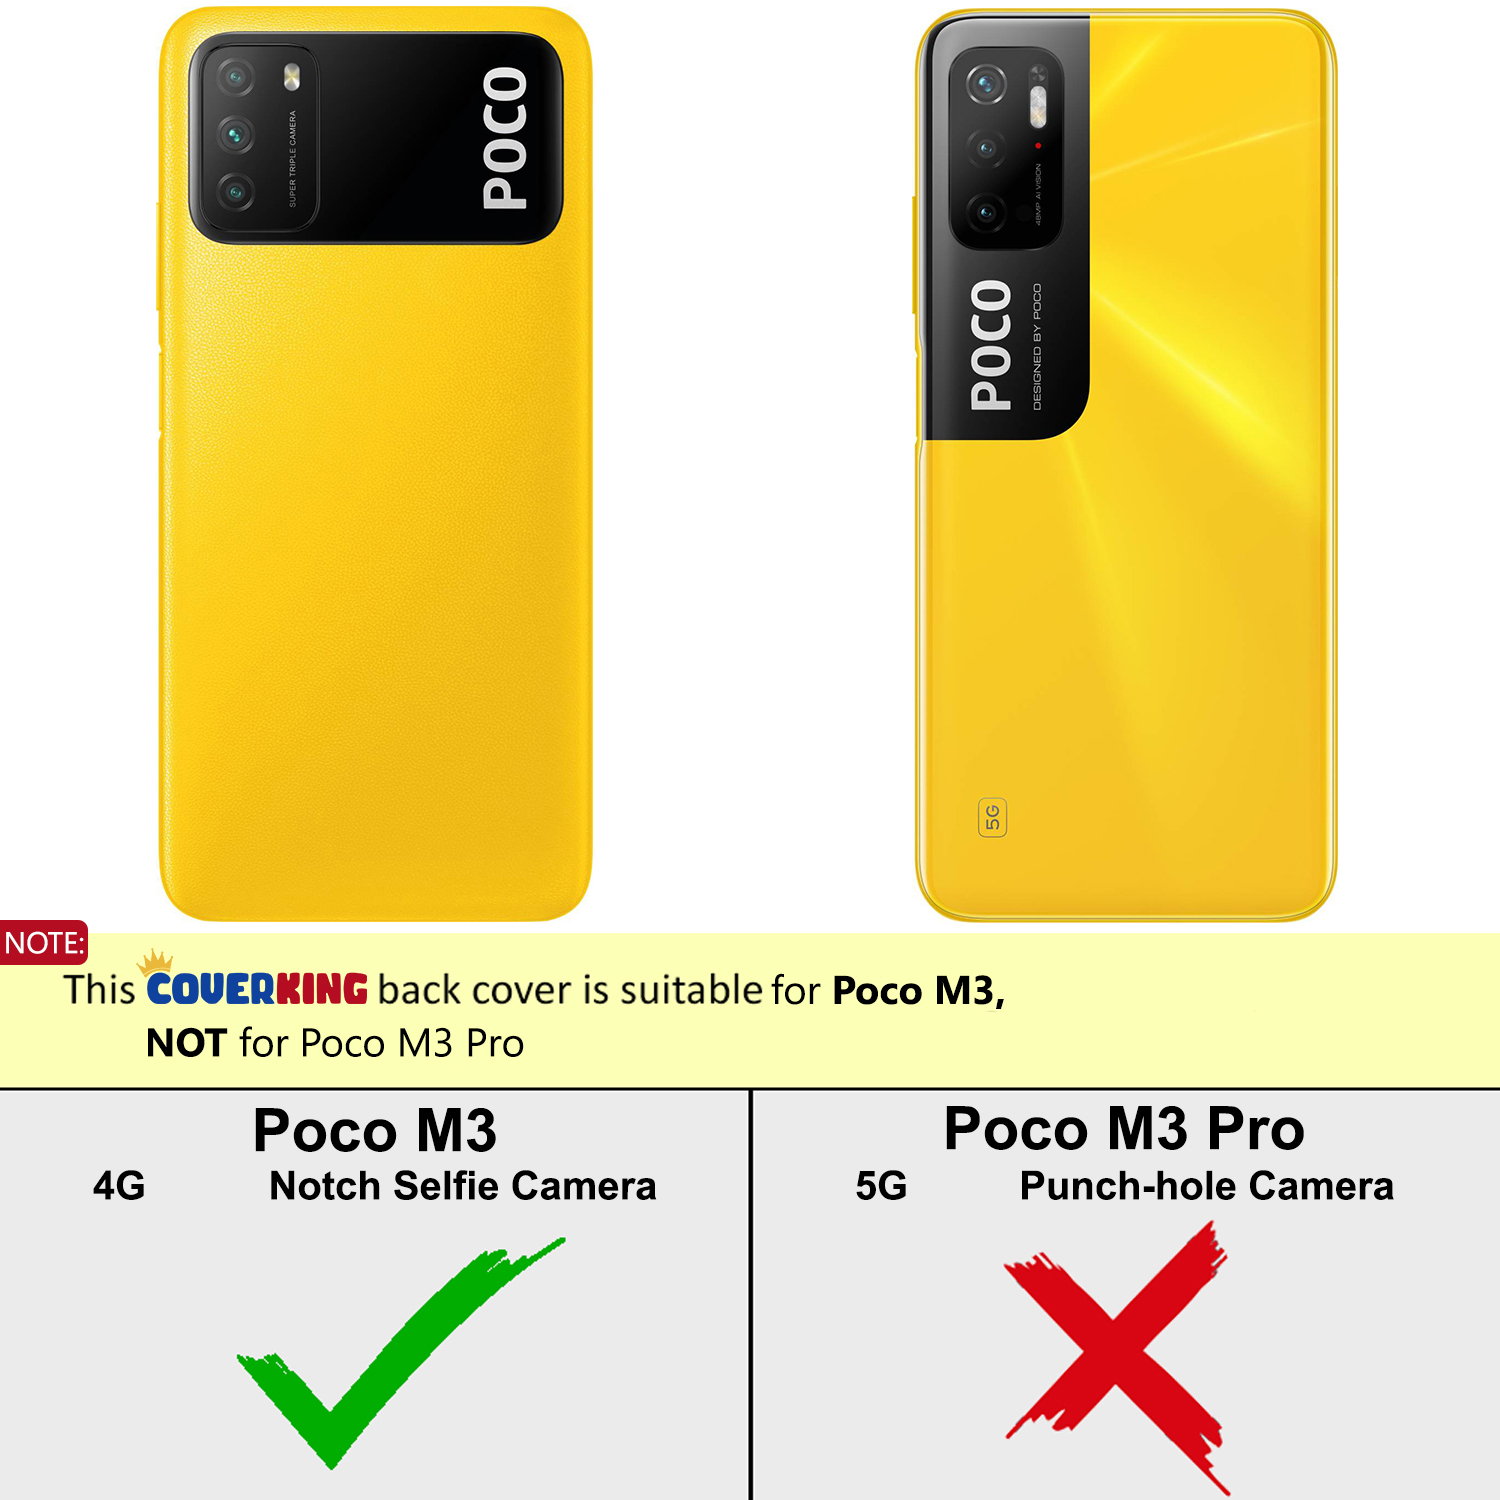 SUPER TRIPLE CAMERA
POCO
48MP AI VISION
POCO
DESIGNED BY POCO
5G
NOTE:
This COVERKING back cover is suitable for Poco M3,
NOT for Poco M3 Pro
Poco M3
4G Notch Selfie Camera
Poco M3 Pro
5G Punch-hole Camera